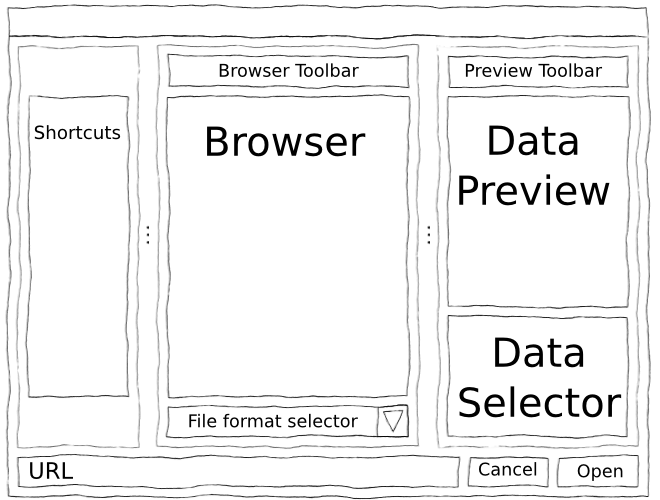 Browser Toolbar
Preview Toolbar
Shortcuts
Browser
Data
Preview
Data
Selector
File format selector
URL
Cancel
Open